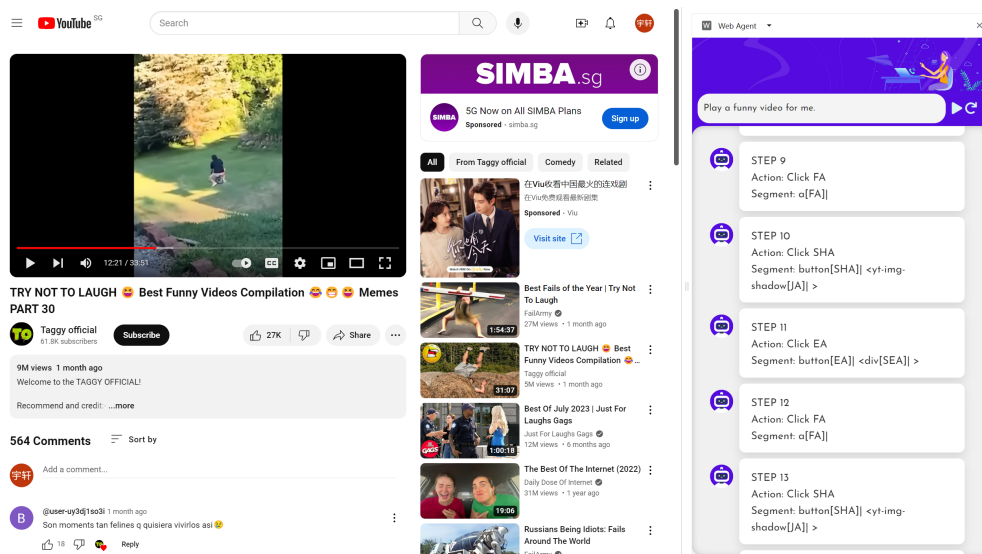 YouTube SG
Search
宇轩
12:21 / 33:51
CC
TRY NOT TO LAUGH 😆 Best Funny Videos Compilation 😂😁😆 Memes
PART 30
TO
Taggy official
61.8K subscribers
Subscribe
27K
Share
9M views 1 month ago
Welcome to the TAGGY OFFICIAL!
Recommend and credit: ...more
564 Comments
Sort by
宇轩
Add a comment...
B
@user-uy3dj1so3i 1 month ago
Son moments tan felines q quisiera vivirlos asi😢
18
Reply
SIMBA.sg
SIMBA
5G Now on All SIMBA Plans
Sponsored · simba.sg
Sign up
All
From Taggy official
Comedy
Related
在Viu收看中国最火的连戏剧
在Viu免费观看最新剧集
Sponsored · Viu
Visit site
Best Fails of the Year | Try Not
To Laugh
FailArmy
27M views • 1 month ago
1:54:37
TRY NOT TO LAUGH 😆 Best
Funny Videos Compilation 😂...
Taggy official
5M views • 1 month ago
31:07
Best Of July 2023 | Just For
Laughs Gags
Just For Laughs Gags
12M views • 6 months ago
GAGS
1:00:18
The Best Of The Internet (2022)
Daily Dose Of Internet
31M views • 1 year ago
19:06
Russians Being Idiots: Fails
Around The World
FailArmy
W Web Agent
Play a funny video for me.
STEP 9
Action: Click FA
Segment: a[FA]|
STEP 10
Action: Click SHA
Segment: button[SHA]| <yt-img-
shadow[JA]| >
STEP 11
Action: Click EA
Segment: button[EA]| <div[SEA]| >
STEP 12
Action: Click FA
Segment: a[FA]|
STEP 13
Action: Click SHA
Segment: button[SHA]| <yt-img-
shadow[JA]| >